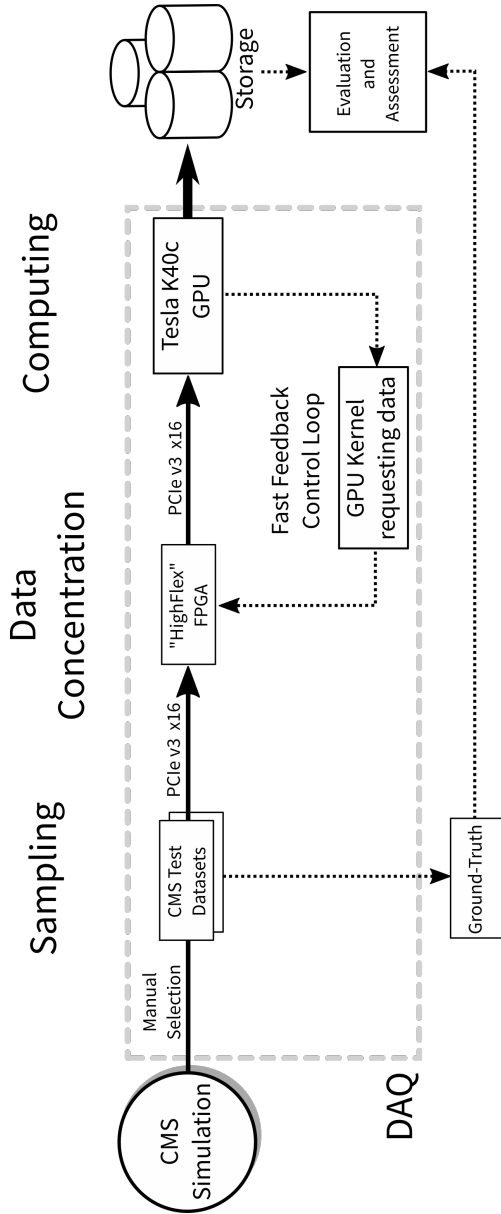 Sampling
Data
Concentration
Computing
CMS
Simulation
Manual
Selection
CMS Test
Datasets
PCIe v3 x16
"HighFlex"
FPGA
PCIe v3 x16
Tesla K40c
GPU
Storage
Fast Feedback
Control Loop
GPU Kernel
requesting data
Evaluation
and
Assessment
DAQ
Ground-Truth